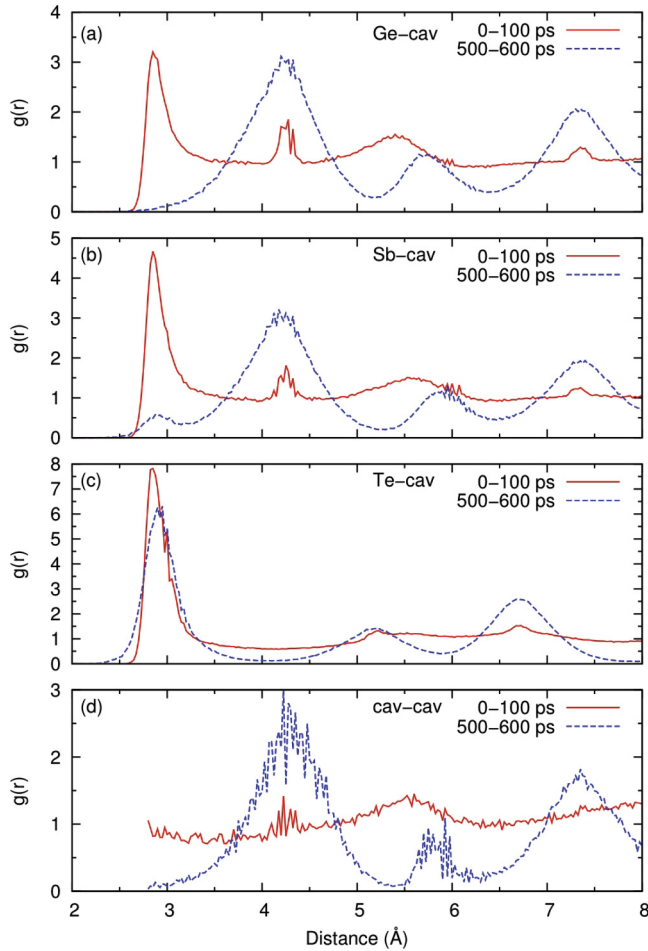 (a)
Ge-cav
0-100 ps
500-600 ps
g(r)
4
3
2
1
0
(b)
Sb-cav
0-100 ps
500-600 ps
g(r)
5
4
3
2
1
0
(c)
Te-cav
0-100 ps
500-600 ps
g(r)
8
7
6
5
4
3
2
1
0
(d)
cav-cav
0-100 ps
500-600 ps
g(r)
3
2
1
0
2 3 4 5 6 7 8
Distance (Å)